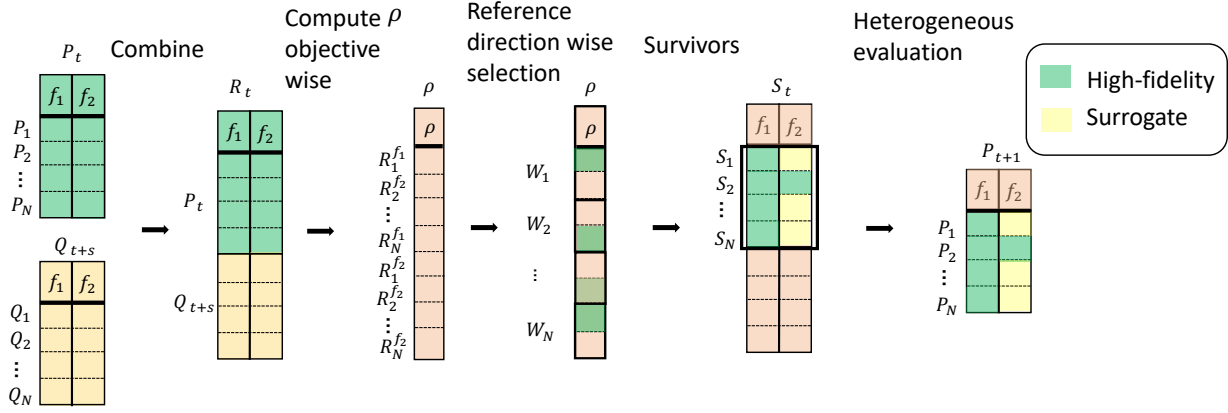 P_t
Combine
f_1 f_2
P_1
P_2
⋮
P_N
Q_{t+s}
f_1 f_2
Q_1
Q_2
⋮
Q_N
R_t
f_1 f_2
P_t
Q_{t+s}
Compute ρ
objective
wise
ρ
ρ
R_1^{f_1}
R_2^{f_2}
⋮
R_N^{f_1}
R_1^{f_2}
R_2^{f_2}
⋮
R_N^{f_2}
Reference
direction wise
selection
ρ
ρ
W_1
W_2
⋮
W_N
Survivors
S_t
f_1 f_2
S_1
S_2
⋮
S_N
Heterogeneous
evaluation
P_{t+1}
f_1 f_2
P_1
P_2
⋮
P_N
High-fidelity
Surrogate